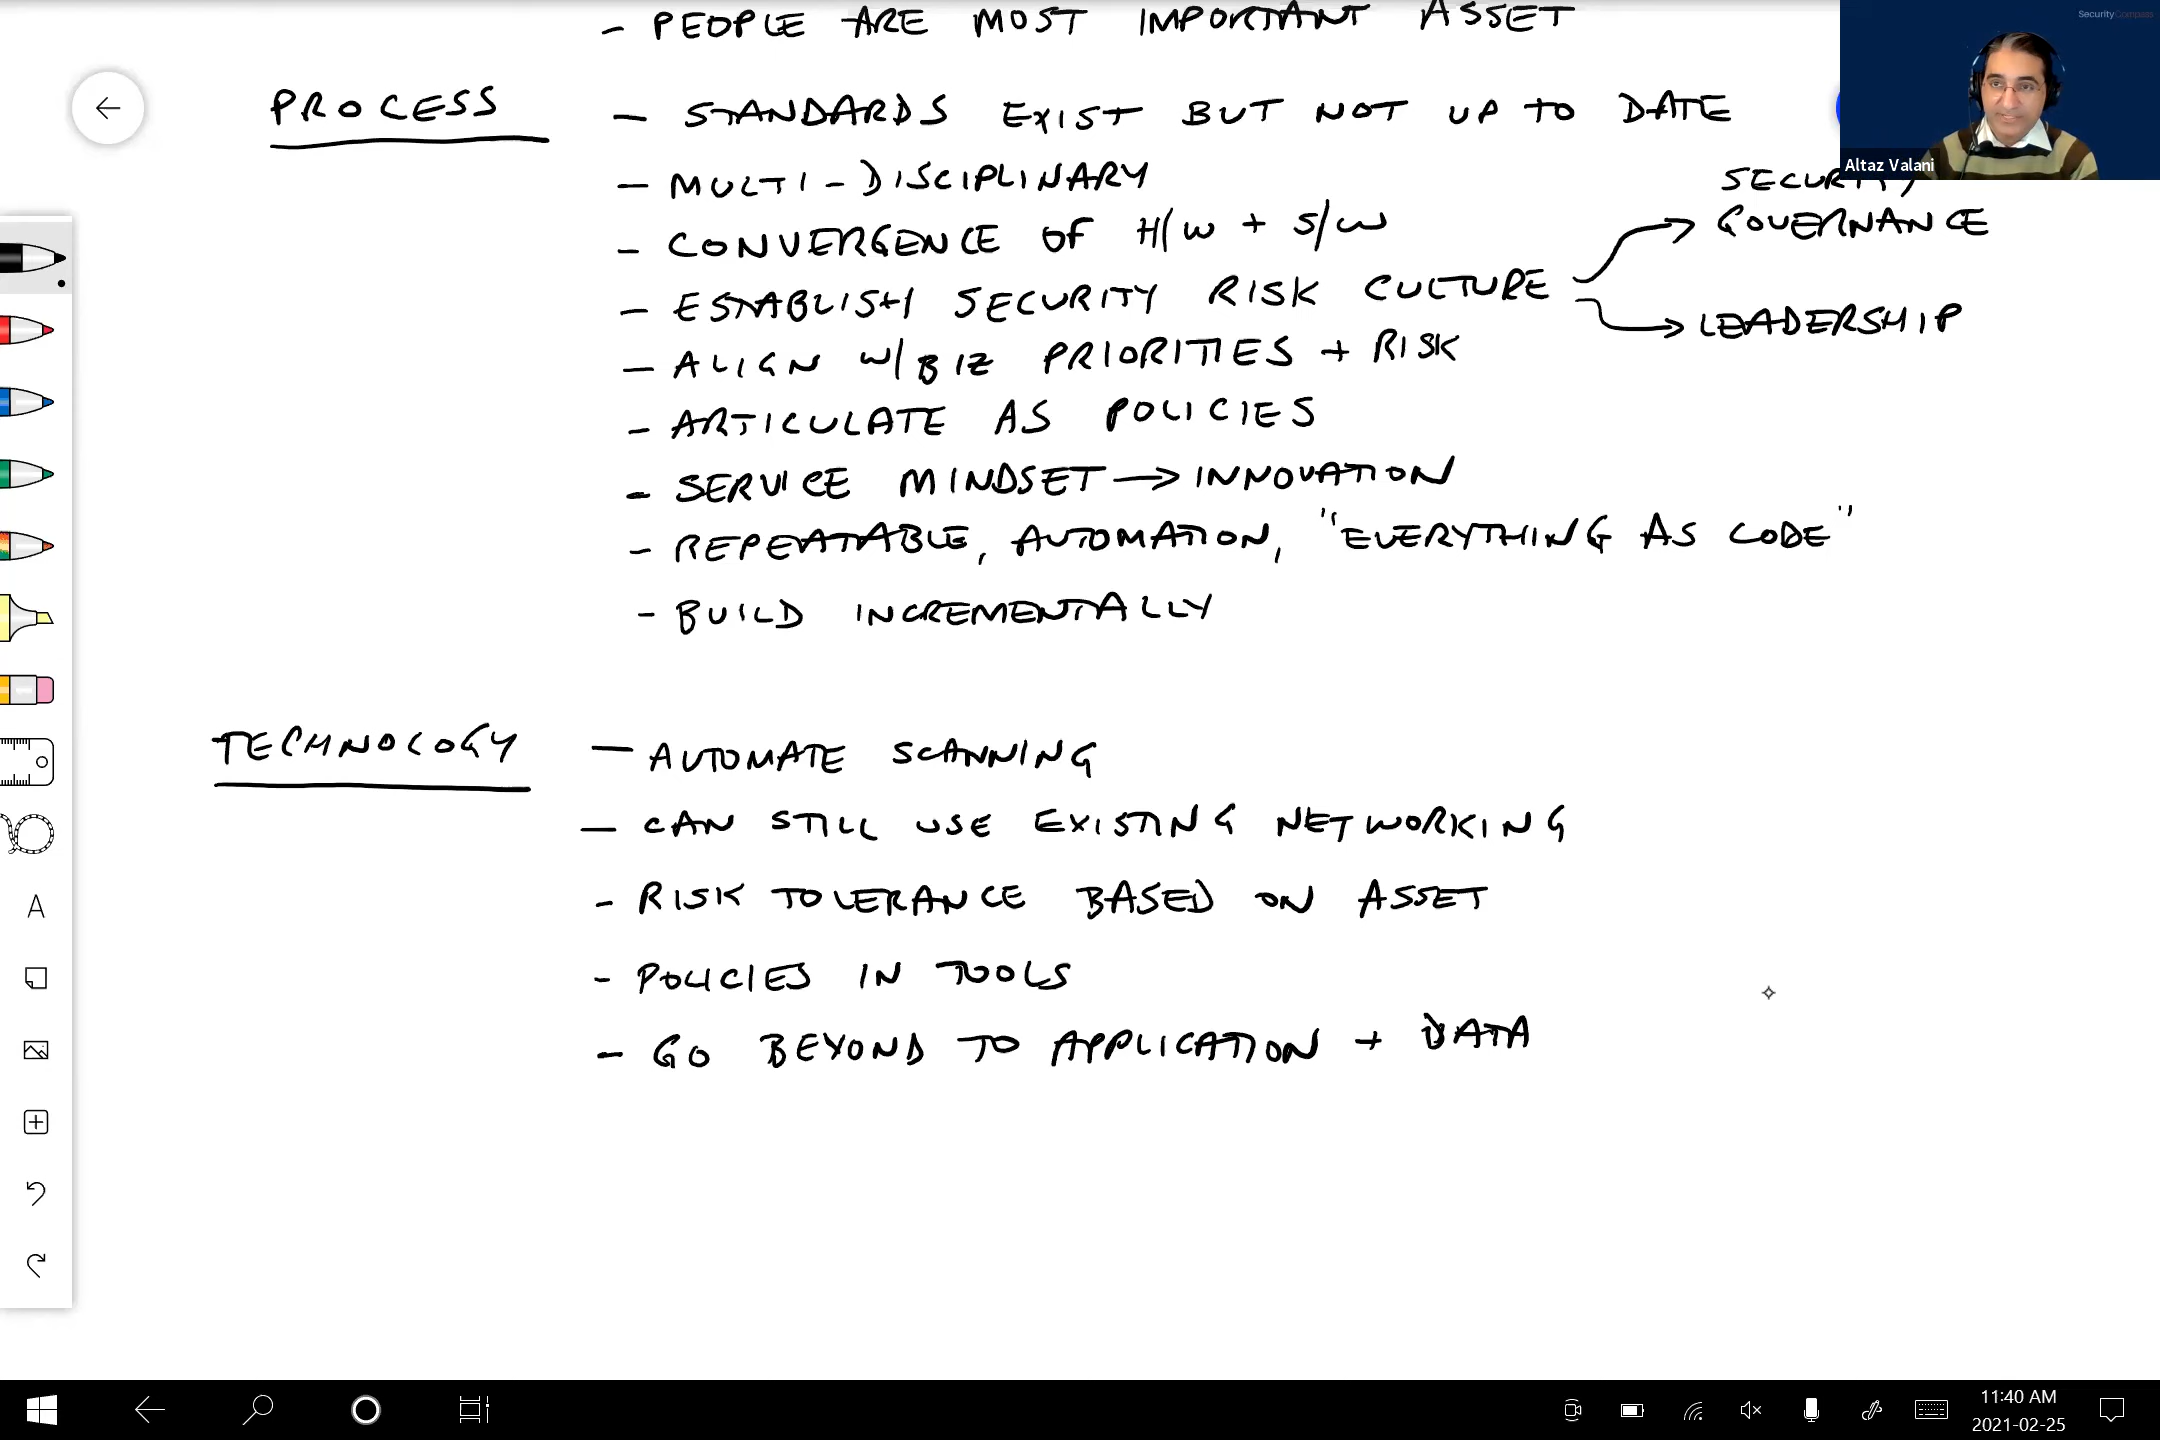 - PEOPLE ARE MOST IMPORTANT ASSET
SecurityCompass
PROCESS
- STANDARDS EXIST BUT NOT UP TO DATE
Altaz Valani
- MULTI-DISCIPLINARY
- CONVERGENCE OF H/W + S/W
SECURITY
GOVERNANCE
- ESTABLISH SECURITY RISK CULTURE
LEADERSHIP
- ALIGN W/BIZ PRIORITIES + RISK
- ARTICULATE AS POLICIES
- SERVICE MINDSET → INNOVATION
- REPEATABLE, AUTOMATION, "EVERYTHING AS CODE"
- BUILD INCREMENTALLY
TECHNOLOGY
- AUTOMATE SCANNING
- CAN STILL USE EXISTING NETWORKING
- RISK TOLERANCE BASED ON ASSET
- POLICIES IN TOOLS
- GO BEYOND TO APPLICATION + DATA
11:40 AM
2021-02-25